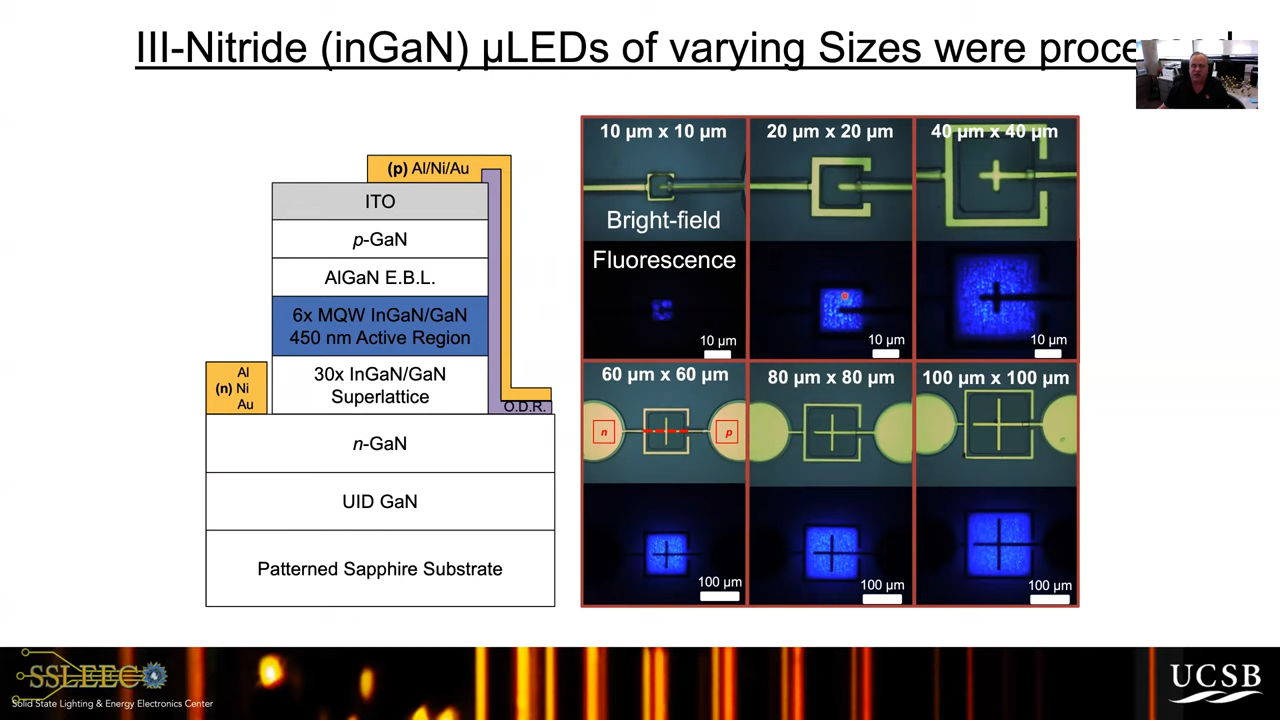 III-Nitride (inGaN) µLEDs of varying Sizes were proce
(p) Al/Ni/Au
ITO
p-GaN
AlGaN E.B.L.
6x MQW InGaN/GaN
450 nm Active Region
30x InGaN/GaN
Superlattice
Al
(n) Ni
Au
O.D.R.
n-GaN
UID GaN
Patterned Sapphire Substrate
10 µm x 10 µm
20 µm x 20 µm
40 µm x 40 µm
Bright-field
Fluorescence
10 µm
10 µm
10 µm
60 µm x 60 µm
80 µm x 80 µm
100 µm x 100 µm
n
p
100 µm
100 µm
100 µm
SSLEEC
Solid State Lighting & Energy Electronics Center
UCSB